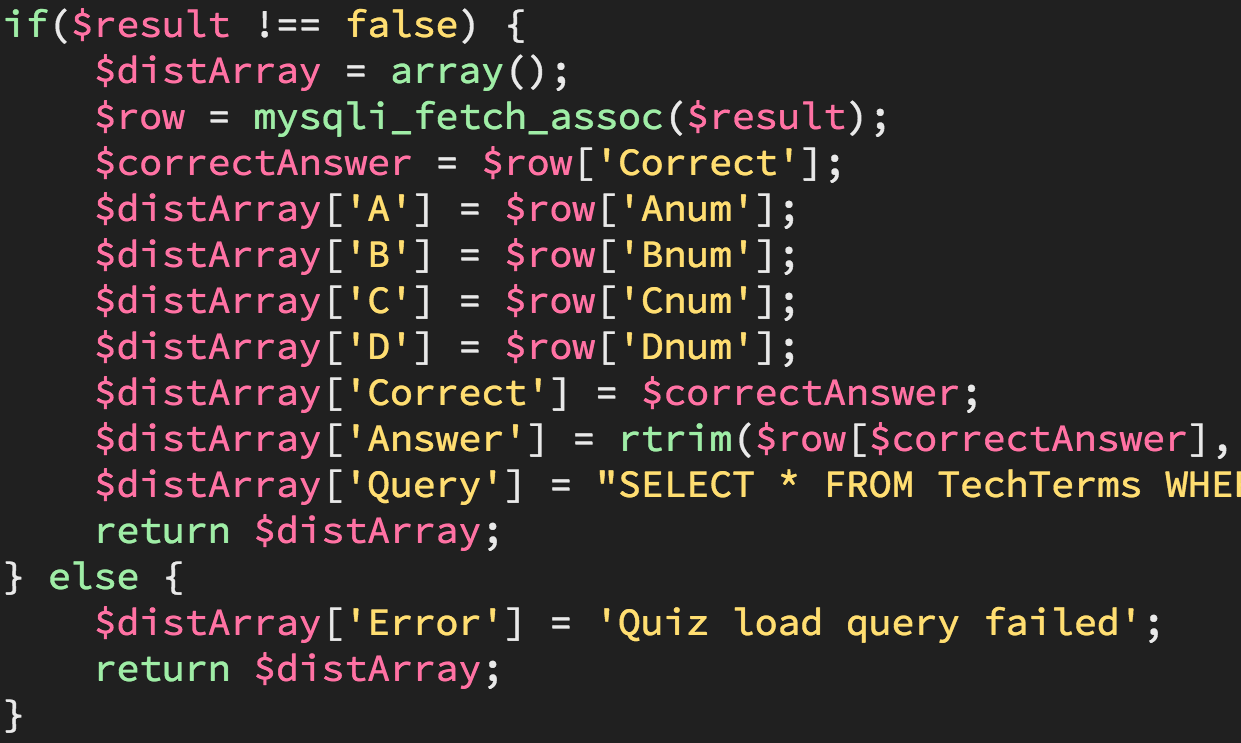 if($result !== false) {
    $distArray = array();
    $row = mysqli_fetch_assoc($result);
    $correctAnswer = $row['Correct'];
    $distArray['A'] = $row['Anum'];
    $distArray['B'] = $row['Bnum'];
    $distArray['C'] = $row['Cnum'];
    $distArray['D'] = $row['Dnum'];
    $distArray['Correct'] = $correctAnswer;
    $distArray['Answer'] = rtrim($row[$correctAnswer],
    $distArray['Query'] = "SELECT * FROM TechTerms
    return $distArray;
} else {
    $distArray['Error'] = 'Quiz load query failed';
    return $distArray;
}